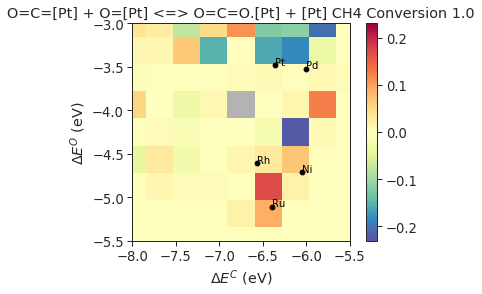 O=C=[Pt] + O=[Pt] <=> O=C=O.[Pt] + [Pt] CH4 Conversion 1.0
−3.0
−3.5
−4.0
−4.5
−5.0
−5.5
ΔE^O (eV)
Pt
Pd
Rh
Ni
Ru
−8.0 −7.5 −7.0 −6.5 −6.0 −5.5
ΔE^C (eV)
0.2
0.1
0.0
−0.1
−0.2